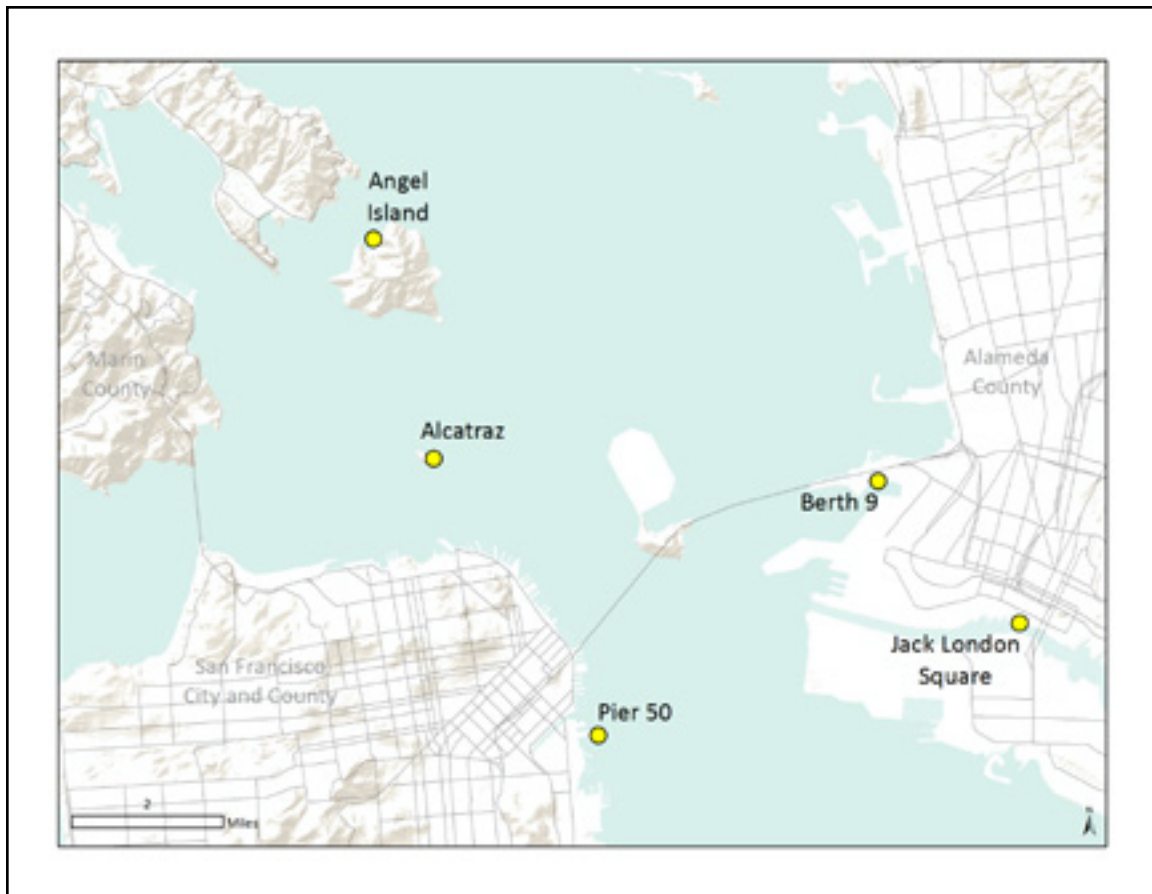 Angel
Island
Marin
County
Alameda
County
Alcatraz
Berth 9
Jack London
Square
San Francisco
City and County
Pier 50
2
Miles
N